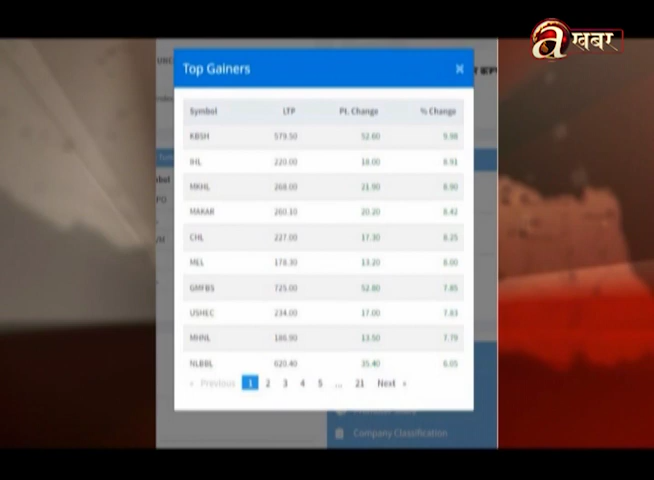 a खबर
Top Gainers ×
Symbol LTP Pt. Change % Change
KBSH 579.50 52.60 9.98
IHL 220.00 18.00 8.91
MKHL 268.00 21.90 8.90
MAKAR 260.10 20.20 8.42
CHL 227.00 17.30 8.25
MEL 178.30 13.20 8.00
GMFBS 725.00 52.80 7.85
USHEC 234.00 17.00 7.83
MHNL 186.90 13.50 7.79
NLBBL 620.40 35.40 6.05
« Previous 1 2 3 4 5 ... 21 Next »
Company Classification